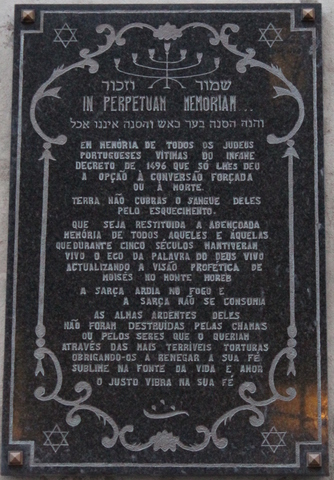 שמור וזכור
IN PERPETUAM MEMORIAM...
והנה הסנה בער באש והסנה איננו אכל
EM MEMÓRIA DE TODOS OS JUDEUS
PORTUGUESES VÍTIMAS DO INFAME
DECRETO DE 1496 QUE SÓ LHES DEU
A OPÇÃO À CONVERSÃO FORÇADA
OU À MORTE.
TERRA NÃO CUBRAS O SANGUE DELES
PELO ESQUECIMENTO.
QUE SEJA RESTITUIDA A ABENÇOADA
MEMÓRIA DE TODOS AQUELES E AQUELAS
QUE DURANTE CINCO SÉCULOS MANTIVERAM
VIVO O ECO DA PALAVRA DO DEUS VIVO
ACTUALIZANDO A VISÃO PROFÉTICA DE
MOISÉS NO MONTE HOREB
A SARÇA ARDIA NO FOGO E
A SARÇA NÃO SE CONSUMIA
AS ALMAS ARDENTES DELES
NÃO FORAM DESTRUÍDAS PELAS CHAMAS
OU PELOS SERES QUE O QUERIAM
ATRAVÉS DAS MAIS TERRÍVEIS TORTURAS
OBRIGANDO-OS A RENEGAR A SUA FÉ
SUBLIME NA FONTE DA VIDA E AMOR
O JUSTO VIBRA NA SUA FÉ